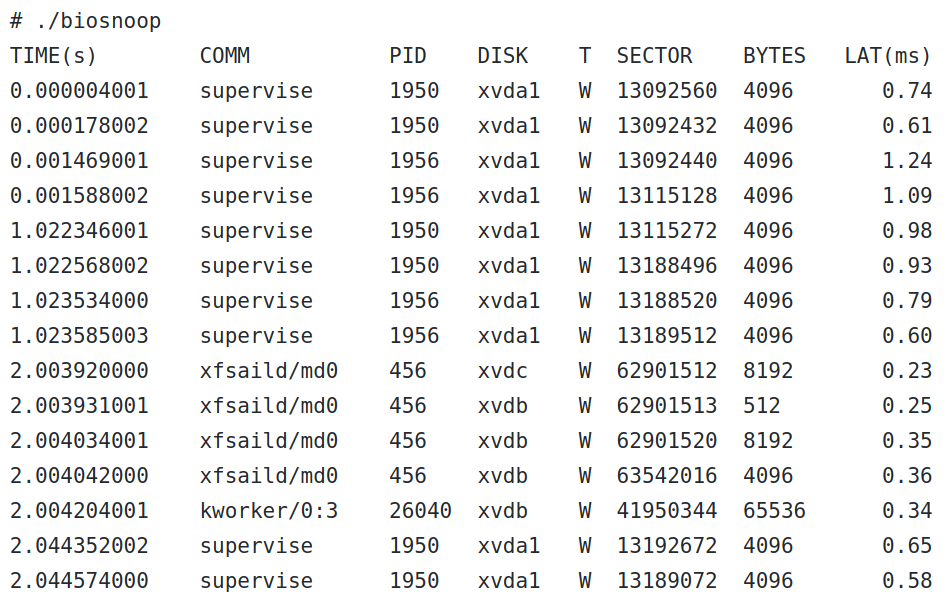 # ./biosnoop
TIME(s)        COMM           PID    DISK    T  SECTOR    BYTES   LAT(ms)
0.000004001    supervise      1950   xvda1   W  13092560  4096       0.74
0.000178002    supervise      1950   xvda1   W  13092432  4096       0.61
0.001469001    supervise      1956   xvda1   W  13092440  4096       1.24
0.001588002    supervise      1956   xvda1   W  13115128  4096       1.09
1.022346001    supervise      1950   xvda1   W  13115272  4096       0.98
1.022568002    supervise      1950   xvda1   W  13188496  4096       0.93
1.023534000    supervise      1956   xvda1   W  13188520  4096       0.79
1.023585003    supervise      1956   xvda1   W  13189512  4096       0.60
2.003920000    xfsaild/md0    456    xvdc    W  62901512  8192       0.23
2.003931001    xfsaild/md0    456    xvdb    W  62901513  512        0.25
2.004034001    xfsaild/md0    456    xvdb    W  62901520  8192       0.35
2.004042000    xfsaild/md0    456    xvdb    W  63542016  4096       0.36
2.004204001    kworker/0:3    26040  xvdb    W  41950344  65536      0.34
2.044352002    supervise      1950   xvda1   W  13192672  4096       0.65
2.044574000    supervise      1950   xvda1   W  13189072  4096       0.58